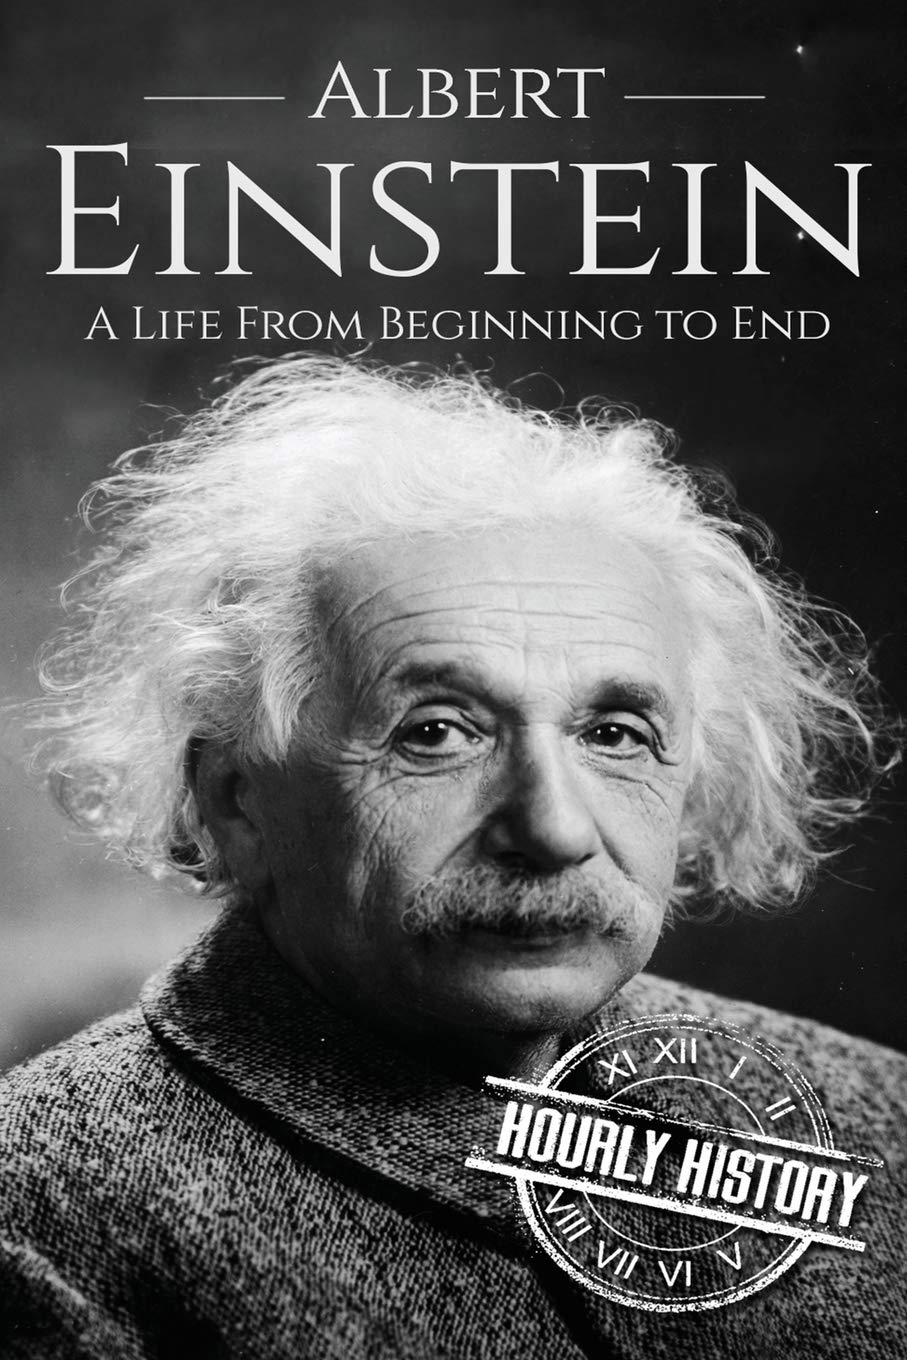 ALBERT
EINSTEIN
A LIFE FROM BEGINNING TO END
XI XII I II
HOURLY HISTORY
VIII VII VI V